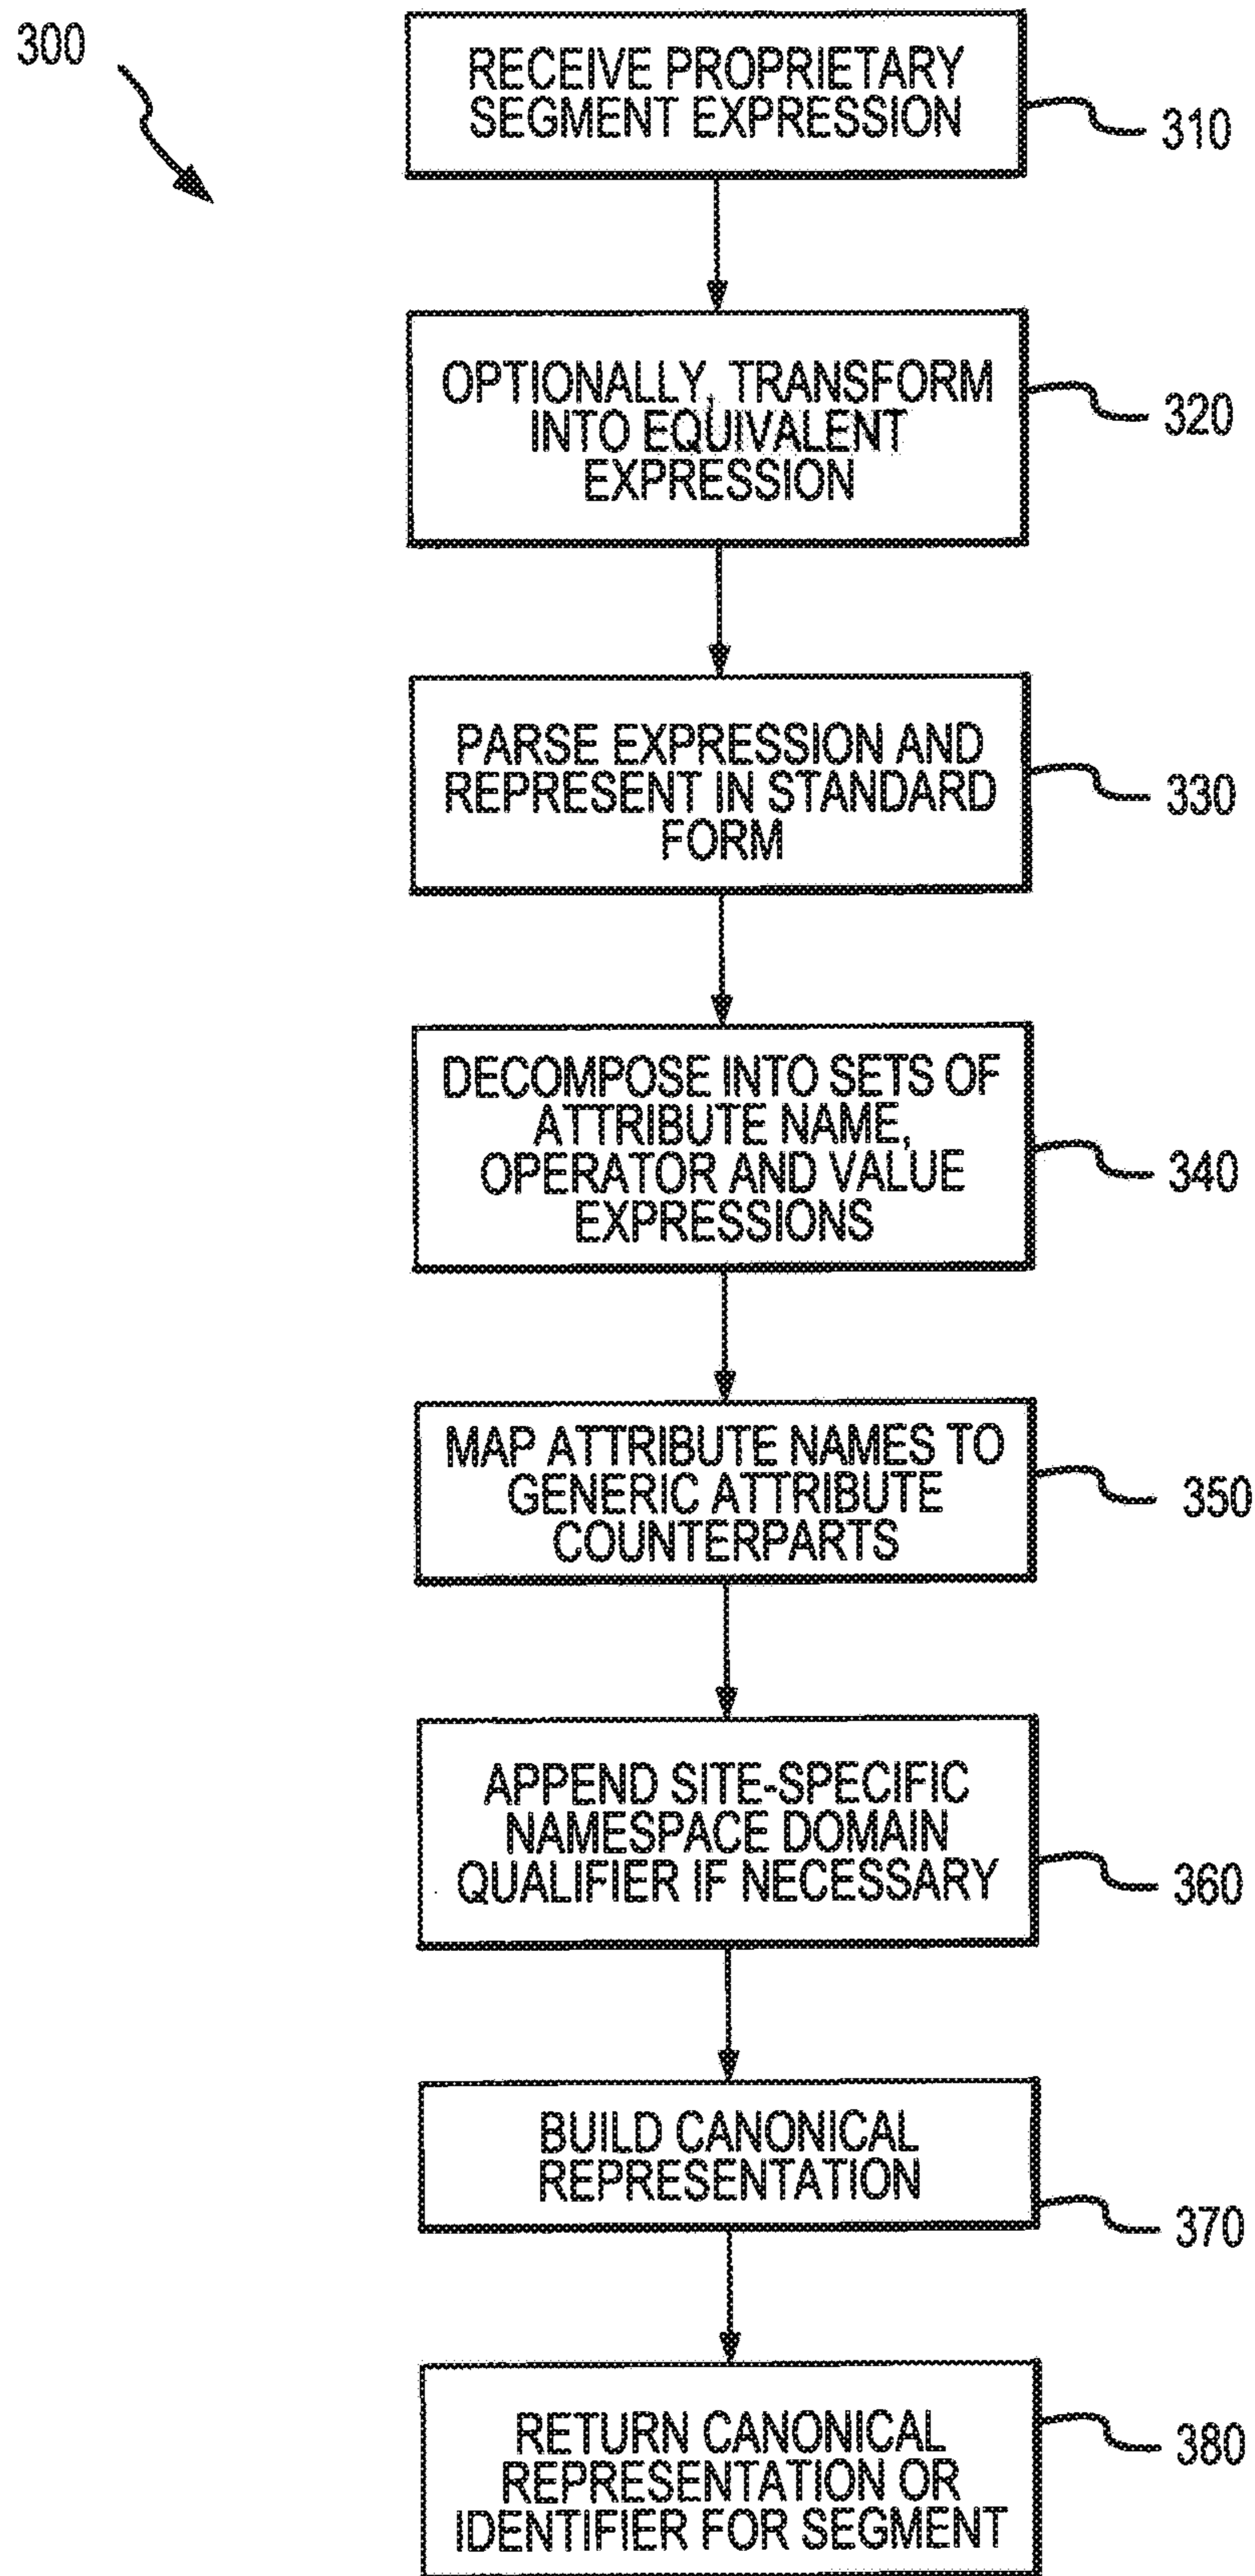 300
RECEIVE PROPRIETARY
SEGMENT EXPRESSION
310
OPTIONALLY, TRANSFORM
INTO EQUIVALENT
EXPRESSION
320
PARSE EXPRESSION AND
REPRESENT IN STANDARD
FORM
330
DECOMPOSE INTO SETS OF
ATTRIBUTE NAME,
OPERATOR AND VALUE
EXPRESSIONS
340
MAP ATTRIBUTE NAMES TO
GENERIC ATTRIBUTE
COUNTERPARTS
350
APPEND SITE-SPECIFIC
NAMESPACE DOMAIN
QUALIFIER IF NECESSARY
360
BUILD CANONICAL
REPRESENTATION
370
RETURN CANONICAL
REPRESENTATION OR
IDENTIFIER FOR SEGMENT
380